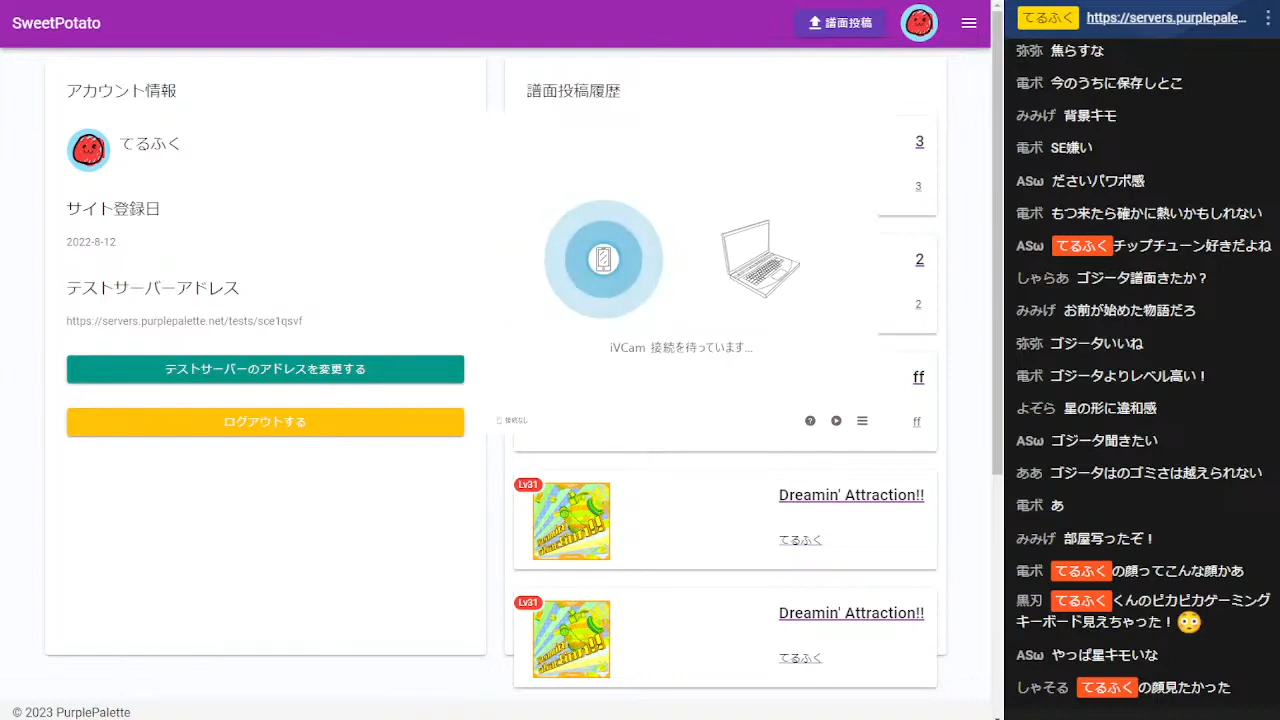 SweetPotato
譜面投稿
アカウント情報
てるふく
サイト登録日
2022-8-12
テストサーバーアドレス
https://servers.purplepalette.net/tests/sce1qsvf
テストサーバーのアドレスを変更する
ログアウトする
譜面投稿履歴
3
3
2
2
iVCam 接続を待っています...
ff
接続なし
ff
Lv31
Dreamin' Attraction!!
てるふく
Lv31
Dreamin' Attraction!!
てるふく
© 2023 PurplePalette
てるふく https://servers.purplepale...
弥弥 焦らすな
電ボ 今のうちに保存しとこ
みみげ 背景キモ
電ボ SE嫌い
ASω ださいパワポ感
電ボ もつ来たら確かに熱いかもしれない
ASω てるふくチップチューン好きだよね
しゃらあ ゴジータ譜面きたか？
みみげ お前が始めた物語だろ
弥弥 ゴジータいいね
電ボ ゴジータよりレベル高い！
よぞら 星の形に違和感
ASω ゴジータ聞きたい
ああ ゴジータはのゴミさは越えられない
電ボ あ
みみげ 部屋写ったぞ！
電ボ てるふくの顔ってこんな顔かあ
黒刃 てるふくくんのピカピカゲーミング
キーボード見えちゃった！😳
ASω やっぱ星キモいな
しゃそる てるふくの顔見たかった